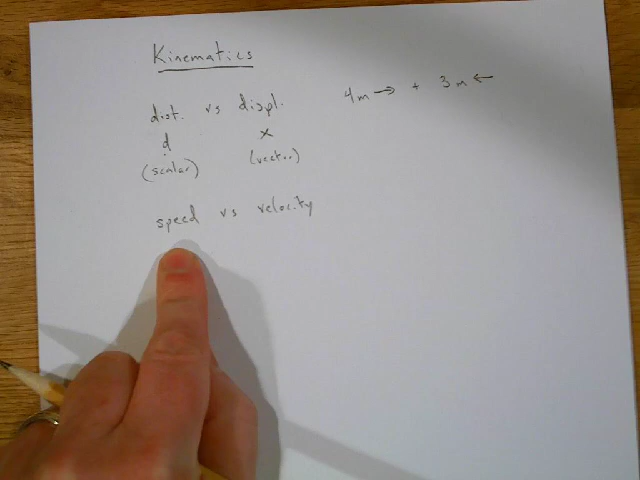 Kinematics
dist. vs displ.
4m → + 3m ←
d x
(scalar) (vector)
speed vs velocity